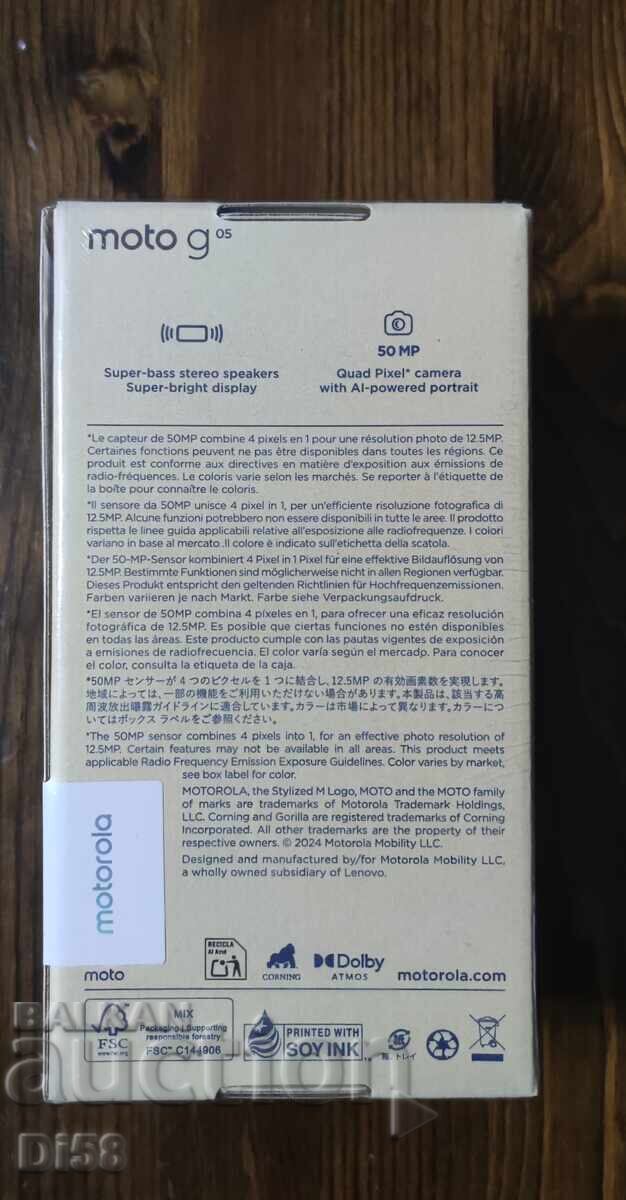 moto g 05
Super-bass stereo speakers
Super-bright display
50 MP
Quad Pixel* camera
with AI-powered portrait
*Le capteur de 50MP combine 4 pixels en 1 pour une résolution photo de 12.5MP.
Certaines fonctions peuvent ne pas être disponibles dans toutes les régions. Ce
produit est conforme aux directives en matière d'exposition aux émissions de
radio-fréquences. Le coloris varie selon les marchés. Se reporter à l'étiquette de
la boîte pour connaître le coloris.
*Il sensore da 50MP unisce 4 pixel in 1, per un'efficiente risoluzione fotografica di
12.5MP. Alcune funzioni potrebbero non essere disponibili in tutte le aree. Il prodotto
rispetta le linee guida applicabili relative all'esposizione alle radiofrequenze. I colori
variano in base al mercato .Il colore è indicato sull'etichetta della scatola.
*Der 50-MP-Sensor kombiniert 4 Pixel in 1 Pixel für eine effektive Bildauflösung von
12.5MP. Bestimmte Funktionen sind möglicherweise nicht in allen Regionen verfügbar.
Dieses Produkt entspricht den geltenden Richtlinien für Hochfrequenzemissionen.
Farben variieren je nach Markt. Farbe siehe Verpackungsaufdruck.
*El sensor de 50MP combina 4 píxeles en 1, para ofrecer una eficaz resolución
fotográfica de 12.5MP. Es posible que ciertas funciones no estén disponibles
en todas las áreas. Este producto cumple con las pautas vigentes de exposición
a emisiones de radiofrecuencia. El color varía según el mercadp. Para conocer
el color, consulta la etiqueta de la caja.
*50MP センサーが 4 つのピクセルを 1 つに結合し、12.5MP の有効画素数を実現します。
地域によっては、一部の機能をご利用いただけない場合があります。本製品は、該当する高
周波放出曝露ガイドラインに適合しています。カラーは市場によって異なります。カラーにつ
いてはボックス ラベルをご参照ください。
*The 50MP sensor combines 4 pixels into 1, for an effective photo resolution of
12.5MP. Certain features may not be available in all areas. This product meets
applicable Radio Frequency Emission Exposure Guidelines. Color varies by market,
see box label for color.
MOTOROLA, the Stylized M Logo, MOTO and the MOTO family
of marks are trademarks of Motorola Trademark Holdings,
LLC. Corning and Gorilla are registered trademarks of Corning
Incorporated. All other trademarks are the property of their
respective owners. © 2024 Motorola Mobility LLC.
Designed and manufactured by/for Motorola Mobility LLC,
a wholly owned subsidiary of Lenovo.
motorola
moto
RECICLA
Al Azul
CORNING
Dolby
ATMOS
motorola.com
FSC
www.fsc.org
MIX
Packaging | Supporting
responsible forestry
FSC™ C144906
PRINTED WITH
SOY INK
紙
箱、トレイ
BALKAN
auction
Di58